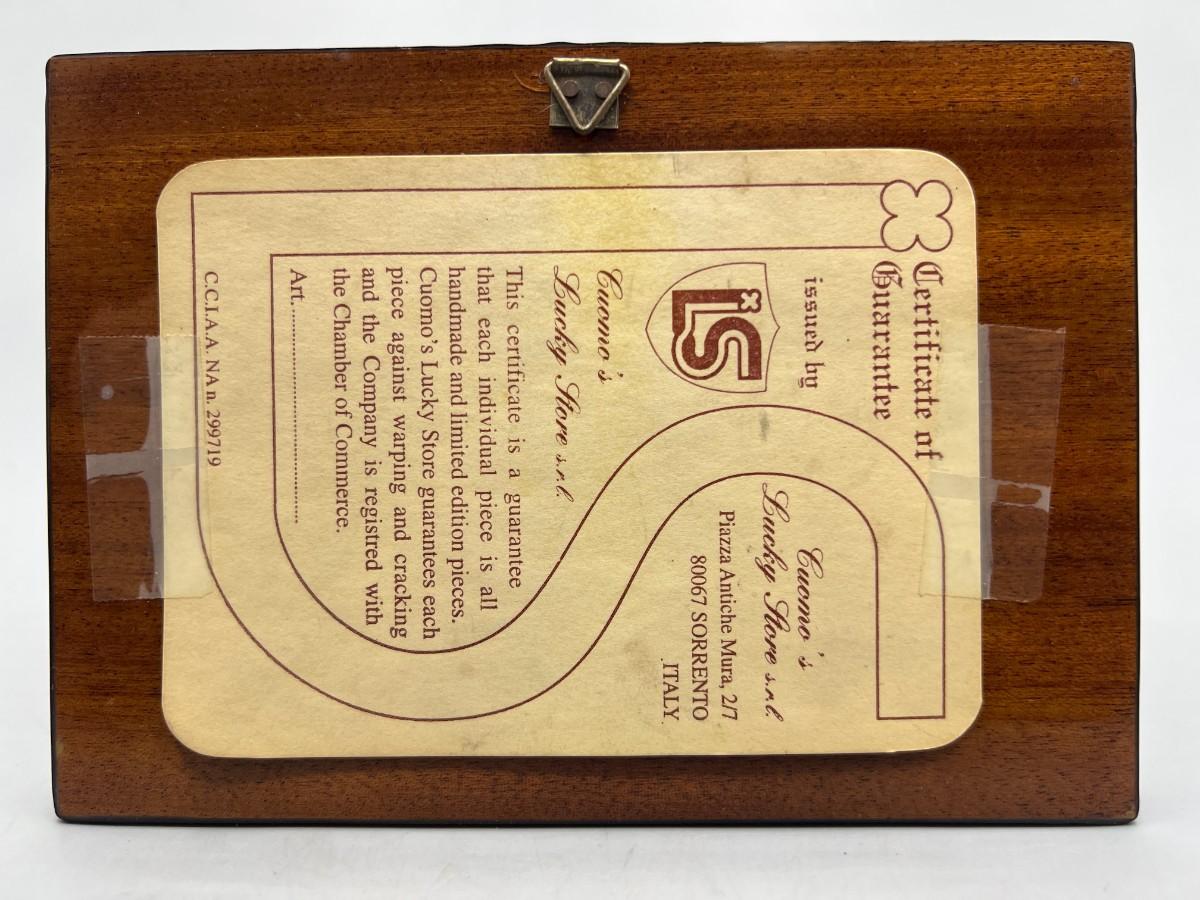 Certificate of
Guarantee
issued by
LS
Cuomo's
Lucky Store s.r.l.
Piazza Antiche Mura, 2/7
80067 SORRENTO
ITALY
Cuomo's
Lucky Store s.r.l.
This certificate is a guarantee
that each individual piece is all
handmade and limited edition pieces.
Cuomo's Lucky Store guarantees each
piece against warping and cracking
and the Company is registred with
the Chamber of Commerce.
Art. ............................................
C.C.I.A.A. NA n. 299719